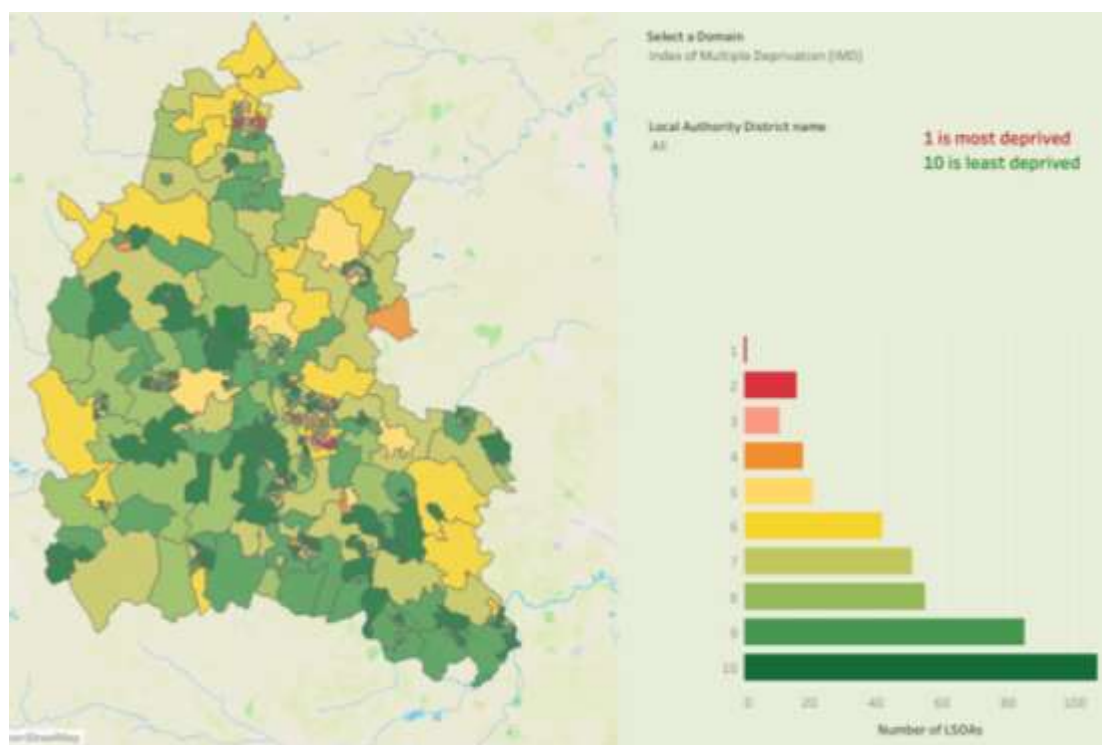 Select a Domain
Index of Multiple Deprivation (IMD)
Local Authority District name
All
1 is most deprived
10 is least deprived
1
2
3
4
5
6
7
8
9
10
0 20 40 60 80 100
Number of LSOAs
OpenStreetMap